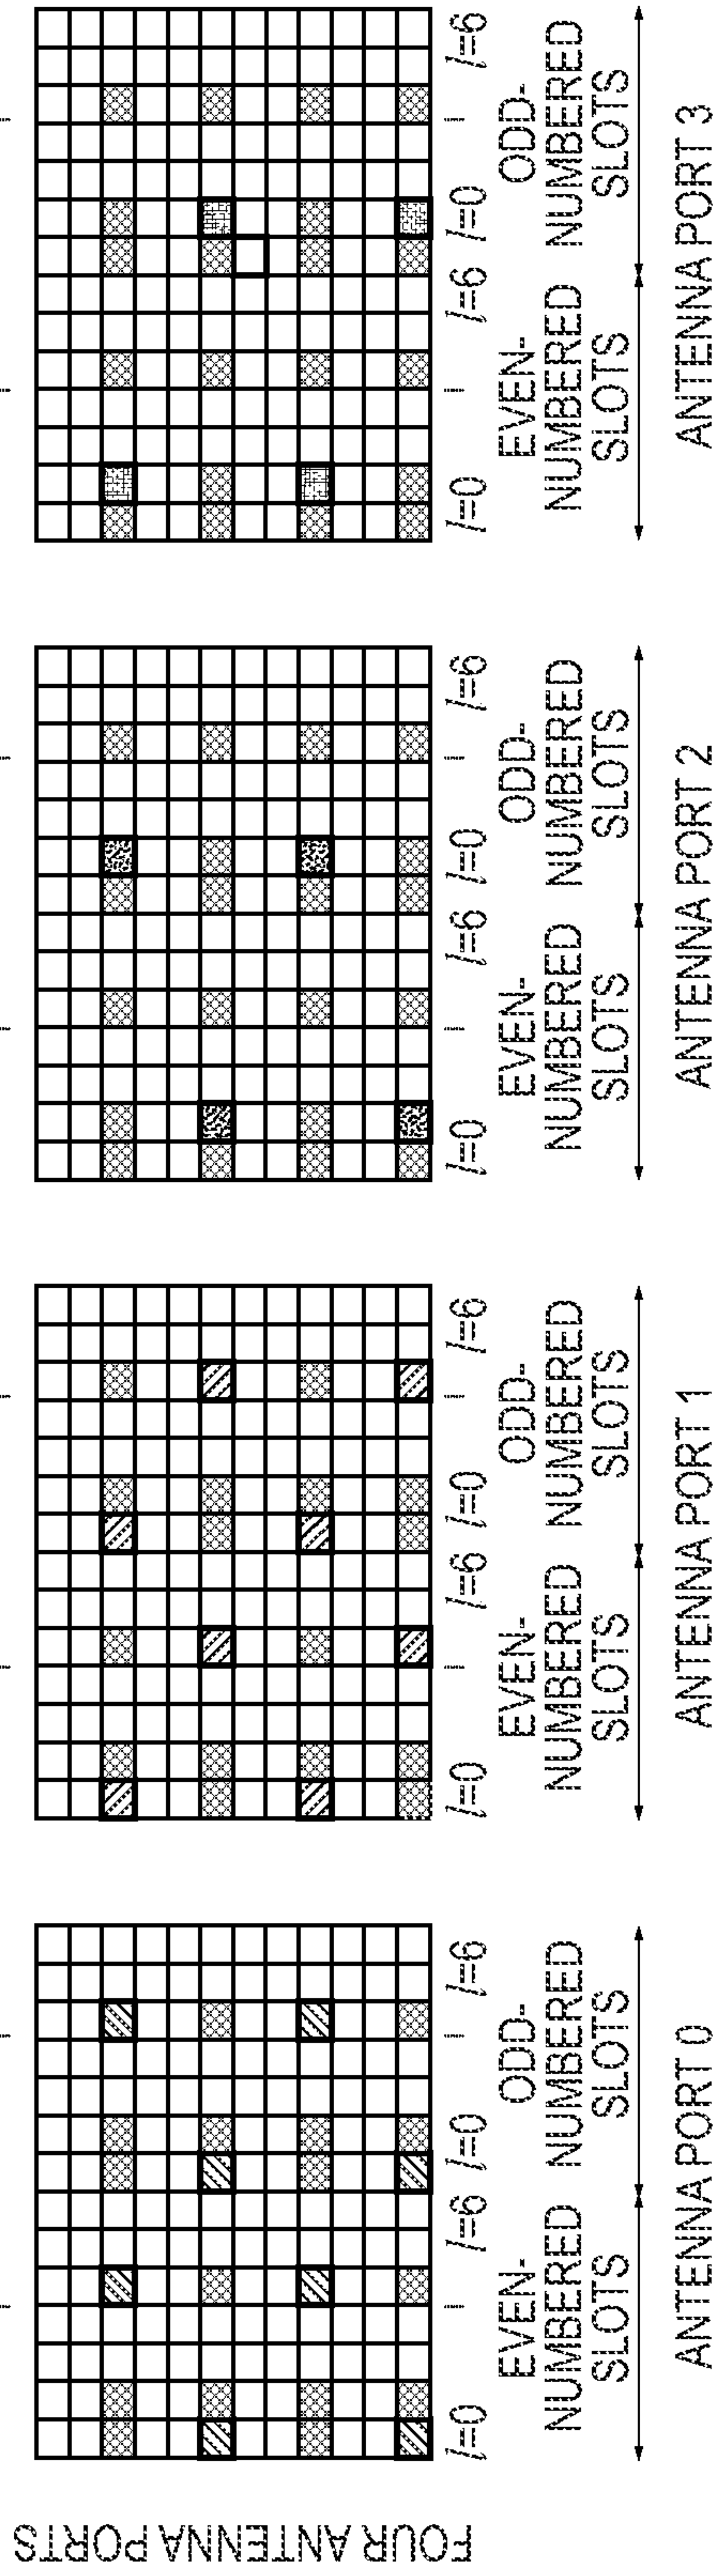 FOUR ANTENNA PORTS
l=0 l=6 l=0 l=6
EVEN- ODD-
NUMBERED NUMBERED
SLOTS SLOTS
ANTENNA PORT 0
l=0 l=6 l=0 l=6
EVEN- ODD-
NUMBERED NUMBERED
SLOTS SLOTS
ANTENNA PORT 1
l=0 l=6 l=0 l=6
EVEN- ODD-
NUMBERED NUMBERED
SLOTS SLOTS
ANTENNA PORT 2
l=0 l=6 l=0 l=6
EVEN- ODD-
NUMBERED NUMBERED
SLOTS SLOTS
ANTENNA PORT 3